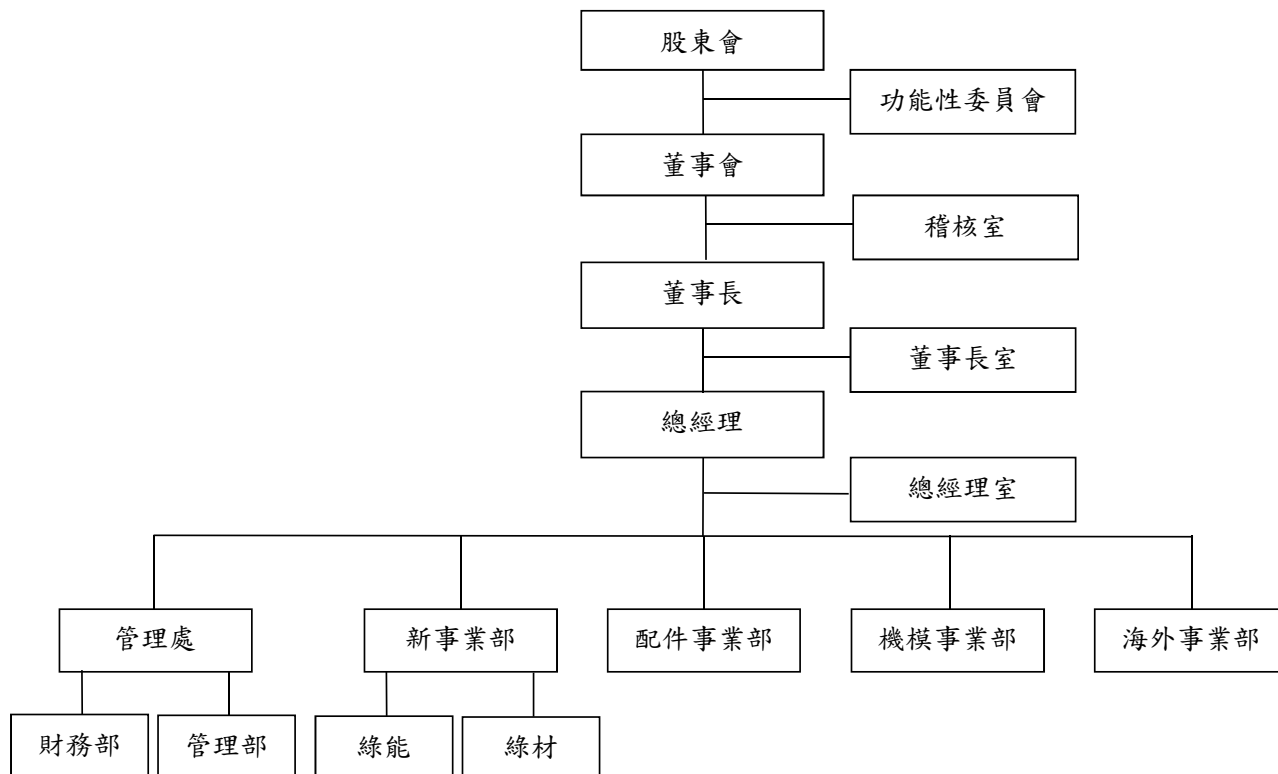 股東會
功能性委員會
董事會
稽核室
董事長
董事長室
總經理
總經理室
管理處
新事業部
配件事業部
機模事業部
海外事業部
財務部
管理部
綠能
綠材